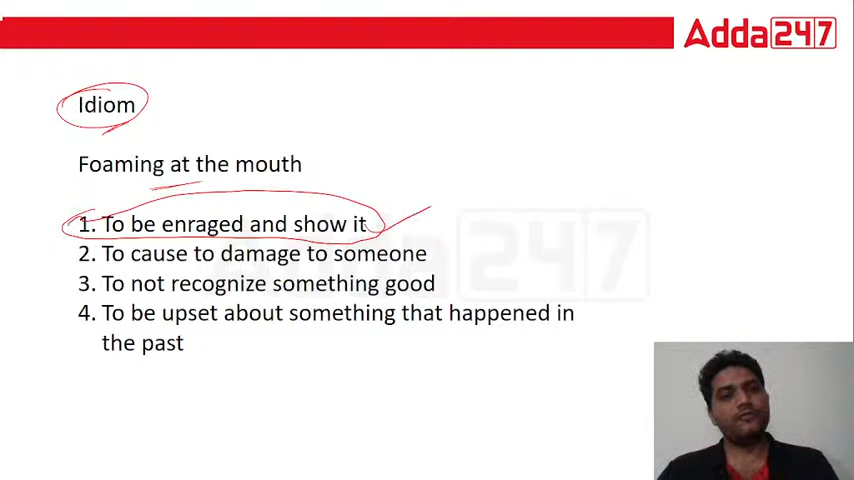 Adda247
Idiom
Foaming at the mouth
1. To be enraged and show it
2. To cause to damage to someone
3. To not recognize something good
4. To be upset about something that happened in
the past
Adda247